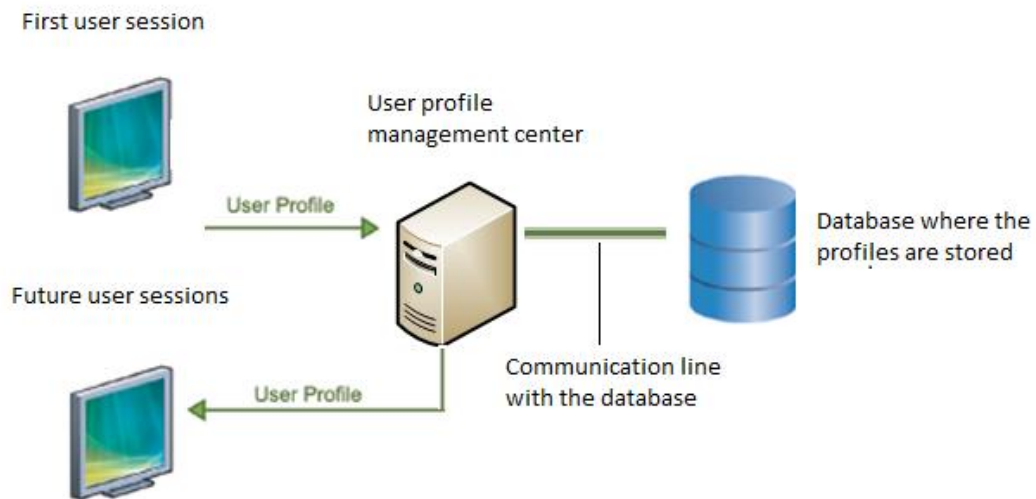 First user session
User profile
management center
User Profile
Database where the
profiles are stored
Future user sessions
Communication line
with the database
User Profile